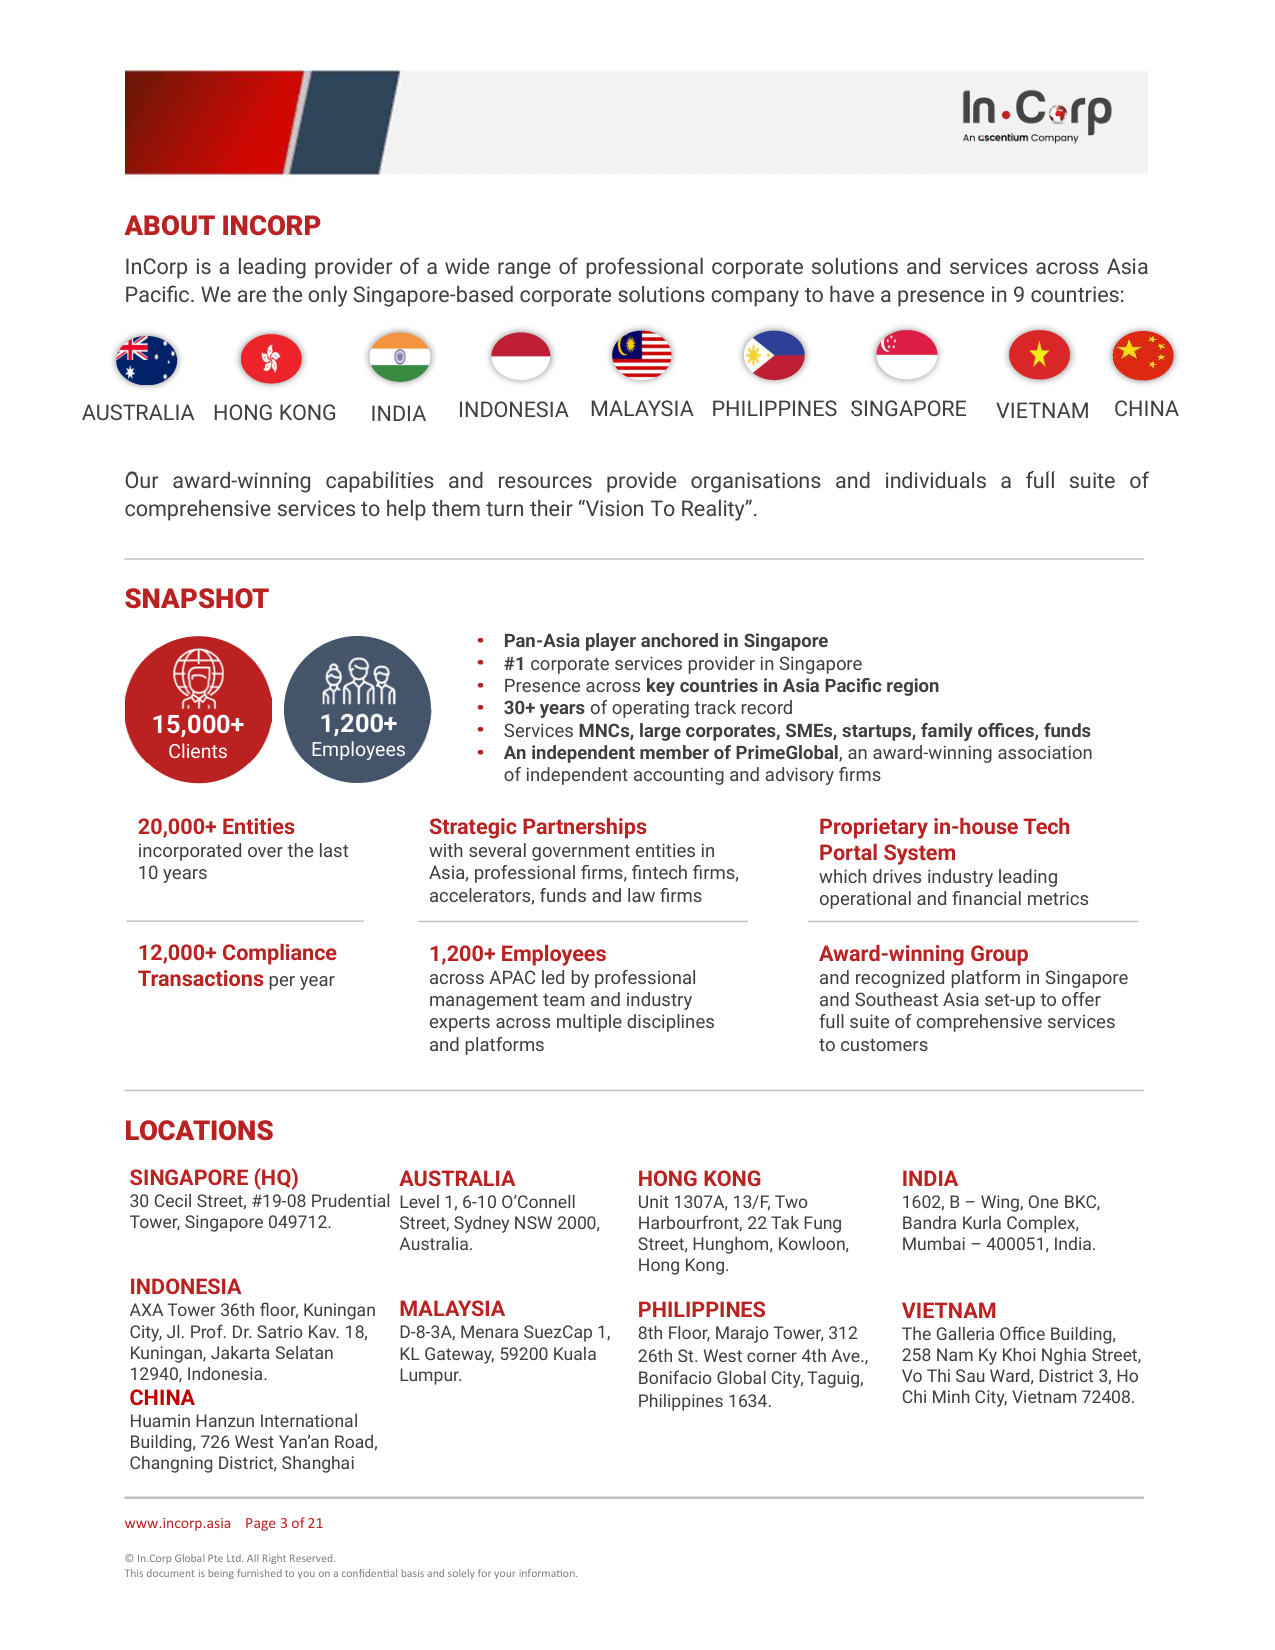 In.Corp
An ascentium Company
ABOUT INCORP
InCorp is a leading provider of a wide range of professional corporate solutions and services across Asia
Pacific. We are the only Singapore-based corporate solutions company to have a presence in 9 countries:
AUSTRALIA HONG KONG INDIA INDONESIA MALAYSIA PHILIPPINES SINGAPORE VIETNAM CHINA
Our award-winning capabilities and resources provide organisations and individuals a full suite of
comprehensive services to help them turn their “Vision To Reality”.
SNAPSHOT
15,000+
Clients
1,200+
Employees
• Pan-Asia player anchored in Singapore
• #1 corporate services provider in Singapore
• Presence across key countries in Asia Pacific region
• 30+ years of operating track record
• Services MNCs, large corporates, SMEs, startups, family offices, funds
• An independent member of PrimeGlobal, an award-winning association
of independent accounting and advisory firms
20,000+ Entities
incorporated over the last
10 years
Strategic Partnerships
with several government entities in
Asia, professional firms, fintech firms,
accelerators, funds and law firms
Proprietary in-house Tech
Portal System
which drives industry leading
operational and financial metrics
12,000+ Compliance
Transactions per year
1,200+ Employees
across APAC led by professional
management team and industry
experts across multiple disciplines
and platforms
Award-winning Group
and recognized platform in Singapore
and Southeast Asia set-up to offer
full suite of comprehensive services
to customers
LOCATIONS
SINGAPORE (HQ)
30 Cecil Street, #19-08 Prudential
Tower, Singapore 049712.
AUSTRALIA
Level 1, 6-10 O’Connell
Street, Sydney NSW 2000,
Australia.
HONG KONG
Unit 1307A, 13/F, Two
Harbourfront, 22 Tak Fung
Street, Hunghom, Kowloon,
Hong Kong.
INDIA
1602, B – Wing, One BKC,
Bandra Kurla Complex,
Mumbai – 400051, India.
INDONESIA
AXA Tower 36th floor, Kuningan
City, Jl. Prof. Dr. Satrio Kav. 18,
Kuningan, Jakarta Selatan
12940, Indonesia.
MALAYSIA
D-8-3A, Menara SuezCap 1,
KL Gateway, 59200 Kuala
Lumpur.
PHILIPPINES
8th Floor, Marajo Tower, 312
26th St. West corner 4th Ave.,
Bonifacio Global City, Taguig,
Philippines 1634.
VIETNAM
The Galleria Office Building,
258 Nam Ky Khoi Nghia Street,
Vo Thi Sau Ward, District 3, Ho
Chi Minh City, Vietnam 72408.
CHINA
Huamin Hanzun International
Building, 726 West Yan’an Road,
Changning District, Shanghai
www.incorp.asia Page 3 of 21
© In.Corp Global Pte Ltd. All Right Reserved.
This document is being furnished to you on a confidential basis and solely for your information.